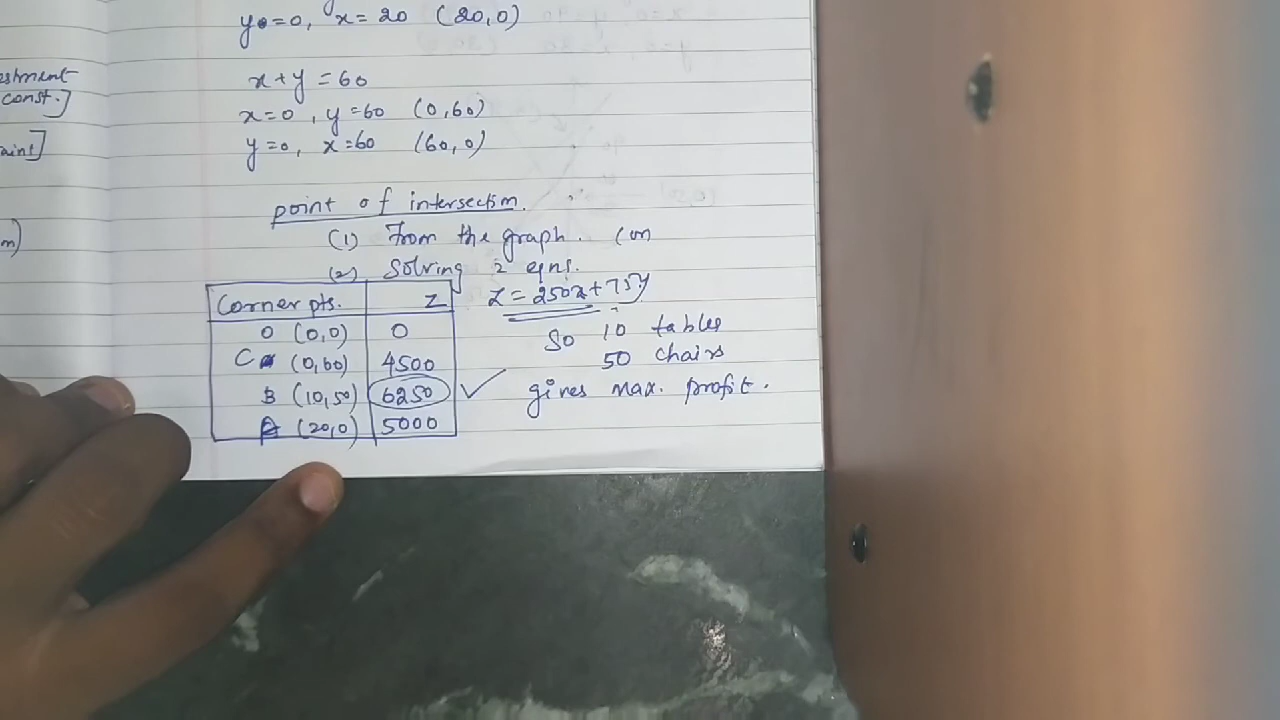 y=0, x=20 (20,0)
estment
const.]
aint]
m)
x+y=60
x=0, y=60 (0,60)
y=0, x=60 (60,0)
point of intersection.
(1) From the graph. (on
(2) Solving 2 eqns.
Z=250x+75y
Corner pts. Z
O (0,0) 0
C (0,60) 4500
B (10,50) 6250 ✓
A (20,0) 5000
So 10 tables
50 chairs
gives max. profit.